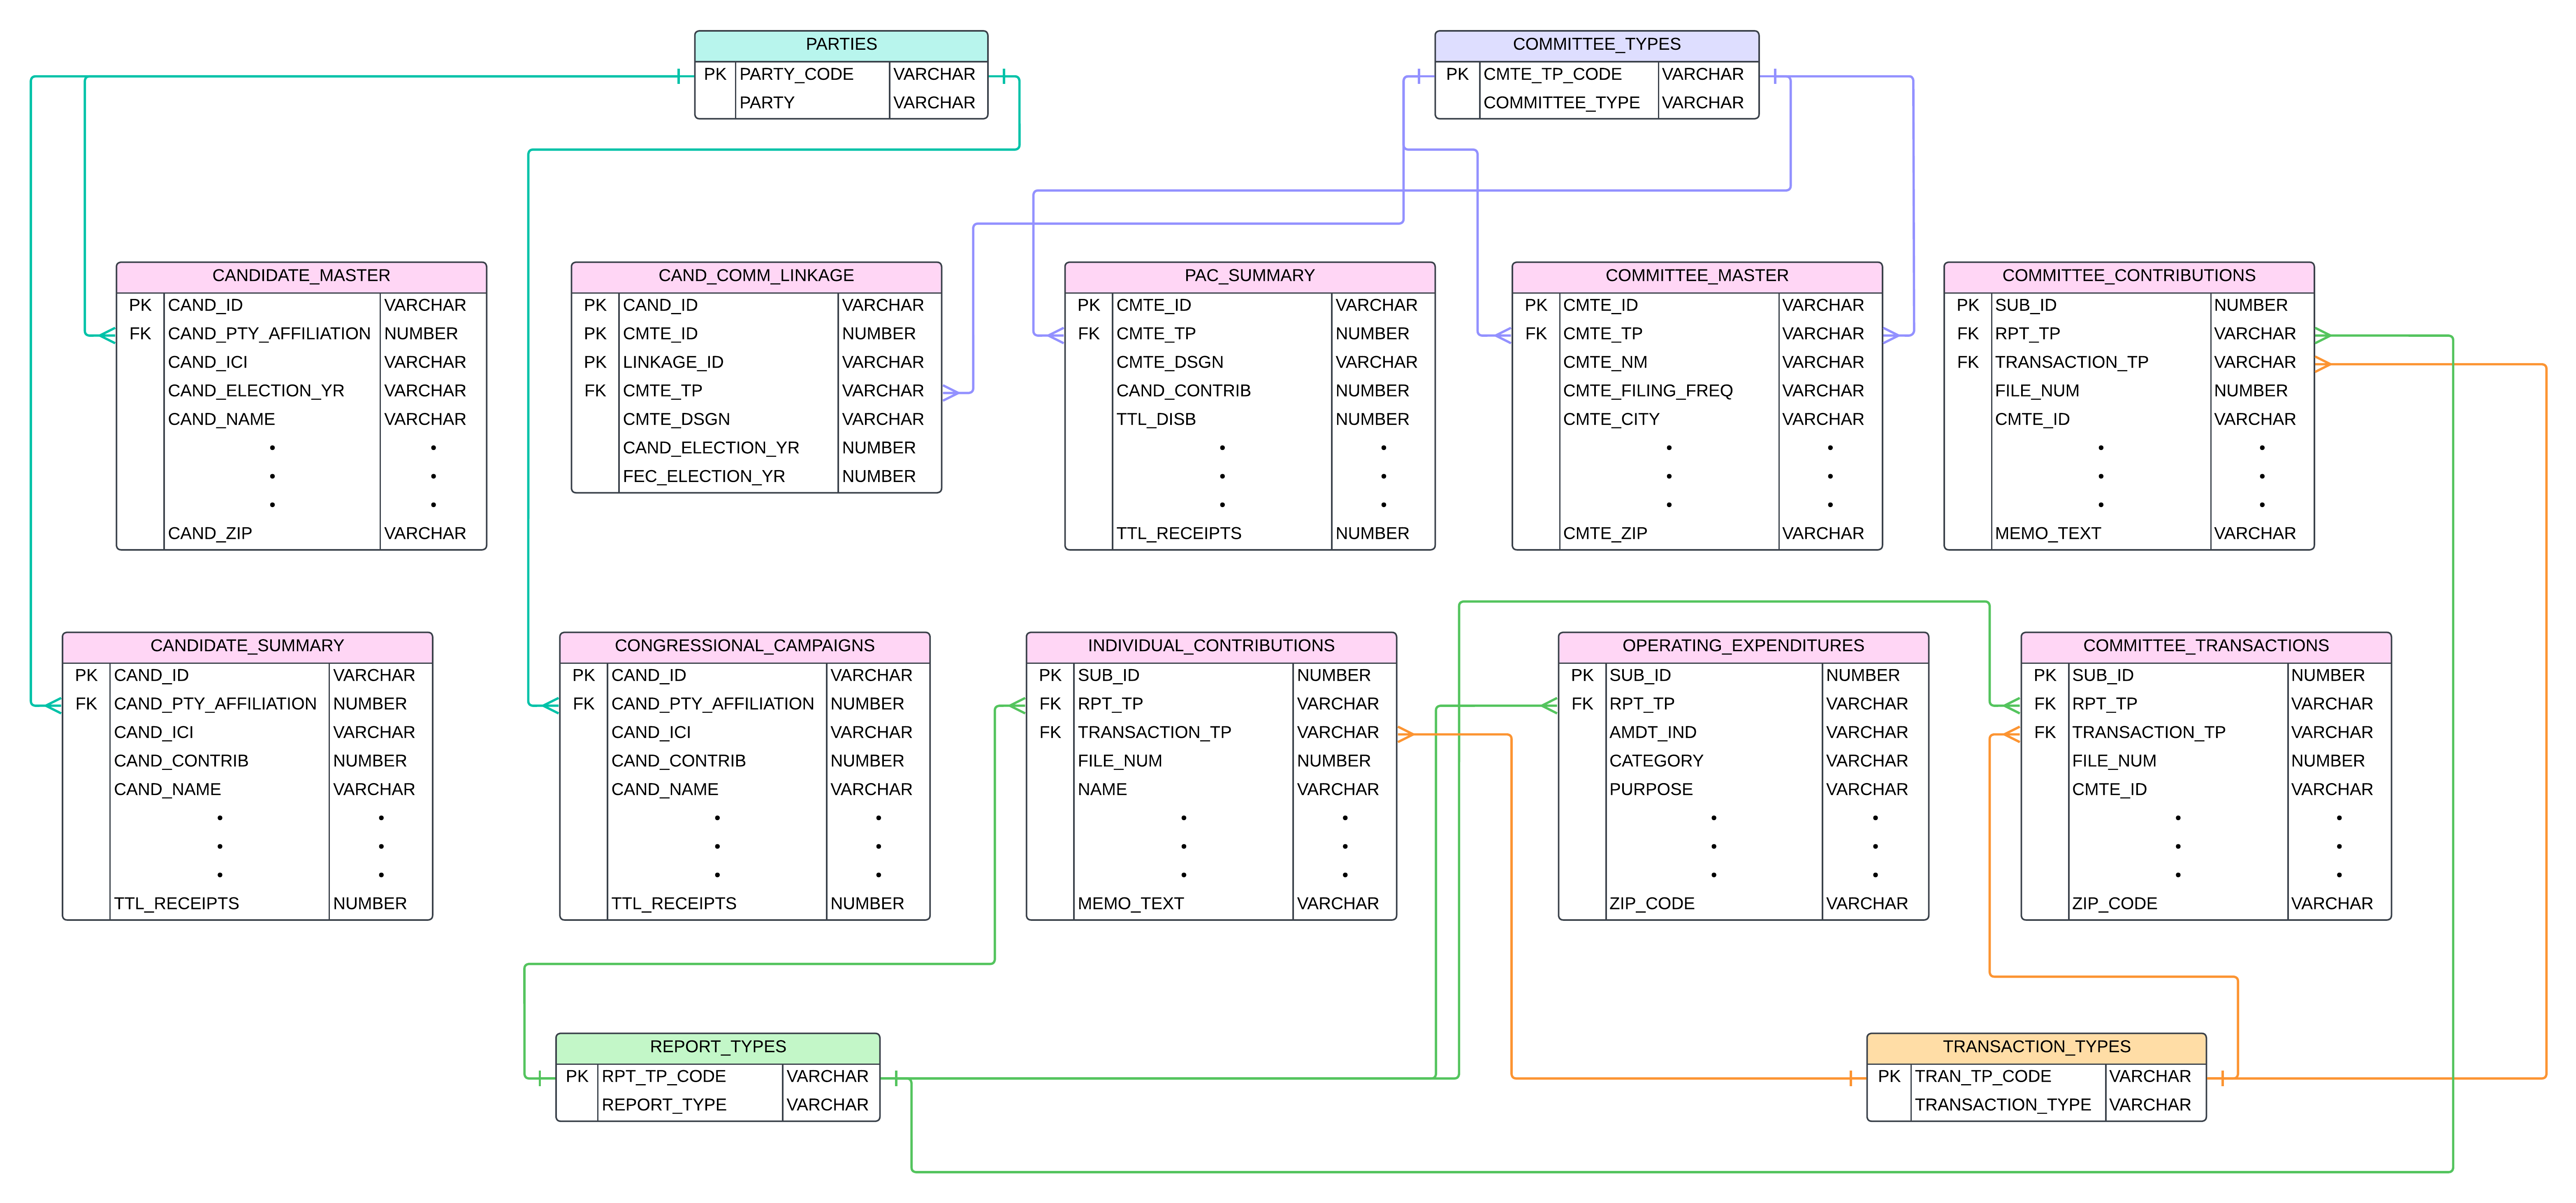 PARTIES
PK PARTY_CODE VARCHAR
PARTY VARCHAR
COMMITTEE_TYPES
PK CMTE_TP_CODE VARCHAR
COMMITTEE_TYPE VARCHAR
CANDIDATE_MASTER
PK CAND_ID VARCHAR
FK CAND_PTY_AFFILIATION NUMBER
CAND_ICI VARCHAR
CAND_ELECTION_YR VARCHAR
CAND_NAME VARCHAR
CAND_ZIP VARCHAR
CAND_COMM_LINKAGE
PK CAND_ID VARCHAR
PK CMTE_ID NUMBER
PK LINKAGE_ID VARCHAR
FK CMTE_TP VARCHAR
CMTE_DSGN VARCHAR
CAND_ELECTION_YR NUMBER
FEC_ELECTION_YR NUMBER
PAC_SUMMARY
PK CMTE_ID VARCHAR
FK CMTE_TP NUMBER
CMTE_DSGN VARCHAR
CAND_CONTRIB NUMBER
TTL_DISB NUMBER
TTL_RECEIPTS NUMBER
COMMITTEE_MASTER
PK CMTE_ID VARCHAR
FK CMTE_TP VARCHAR
CMTE_NM VARCHAR
CMTE_FILING_FREQ VARCHAR
CMTE_CITY VARCHAR
CMTE_ZIP VARCHAR
COMMITTEE_CONTRIBUTIONS
PK SUB_ID NUMBER
FK RPT_TP VARCHAR
FK TRANSACTION_TP VARCHAR
FILE_NUM NUMBER
CMTE_ID VARCHAR
MEMO_TEXT VARCHAR
CANDIDATE_SUMMARY
PK CAND_ID VARCHAR
FK CAND_PTY_AFFILIATION NUMBER
CAND_ICI VARCHAR
CAND_CONTRIB NUMBER
CAND_NAME VARCHAR
TTL_RECEIPTS NUMBER
CONGRESSIONAL_CAMPAIGNS
PK CAND_ID VARCHAR
FK CAND_PTY_AFFILIATION NUMBER
CAND_ICI VARCHAR
CAND_CONTRIB NUMBER
CAND_NAME VARCHAR
TTL_RECEIPTS NUMBER
INDIVIDUAL_CONTRIBUTIONS
PK SUB_ID NUMBER
FK RPT_TP VARCHAR
FK TRANSACTION_TP VARCHAR
FILE_NUM NUMBER
NAME VARCHAR
MEMO_TEXT VARCHAR
OPERATING_EXPENDITURES
PK SUB_ID NUMBER
FK RPT_TP VARCHAR
AMDT_IND VARCHAR
CATEGORY VARCHAR
PURPOSE VARCHAR
ZIP_CODE VARCHAR
COMMITTEE_TRANSACTIONS
PK SUB_ID NUMBER
FK RPT_TP VARCHAR
FK TRANSACTION_TP VARCHAR
FILE_NUM NUMBER
CMTE_ID VARCHAR
ZIP_CODE VARCHAR
REPORT_TYPES
PK RPT_TP_CODE VARCHAR
REPORT_TYPE VARCHAR
TRANSACTION_TYPES
PK TRAN_TP_CODE VARCHAR
TRANSACTION_TYPE VARCHAR